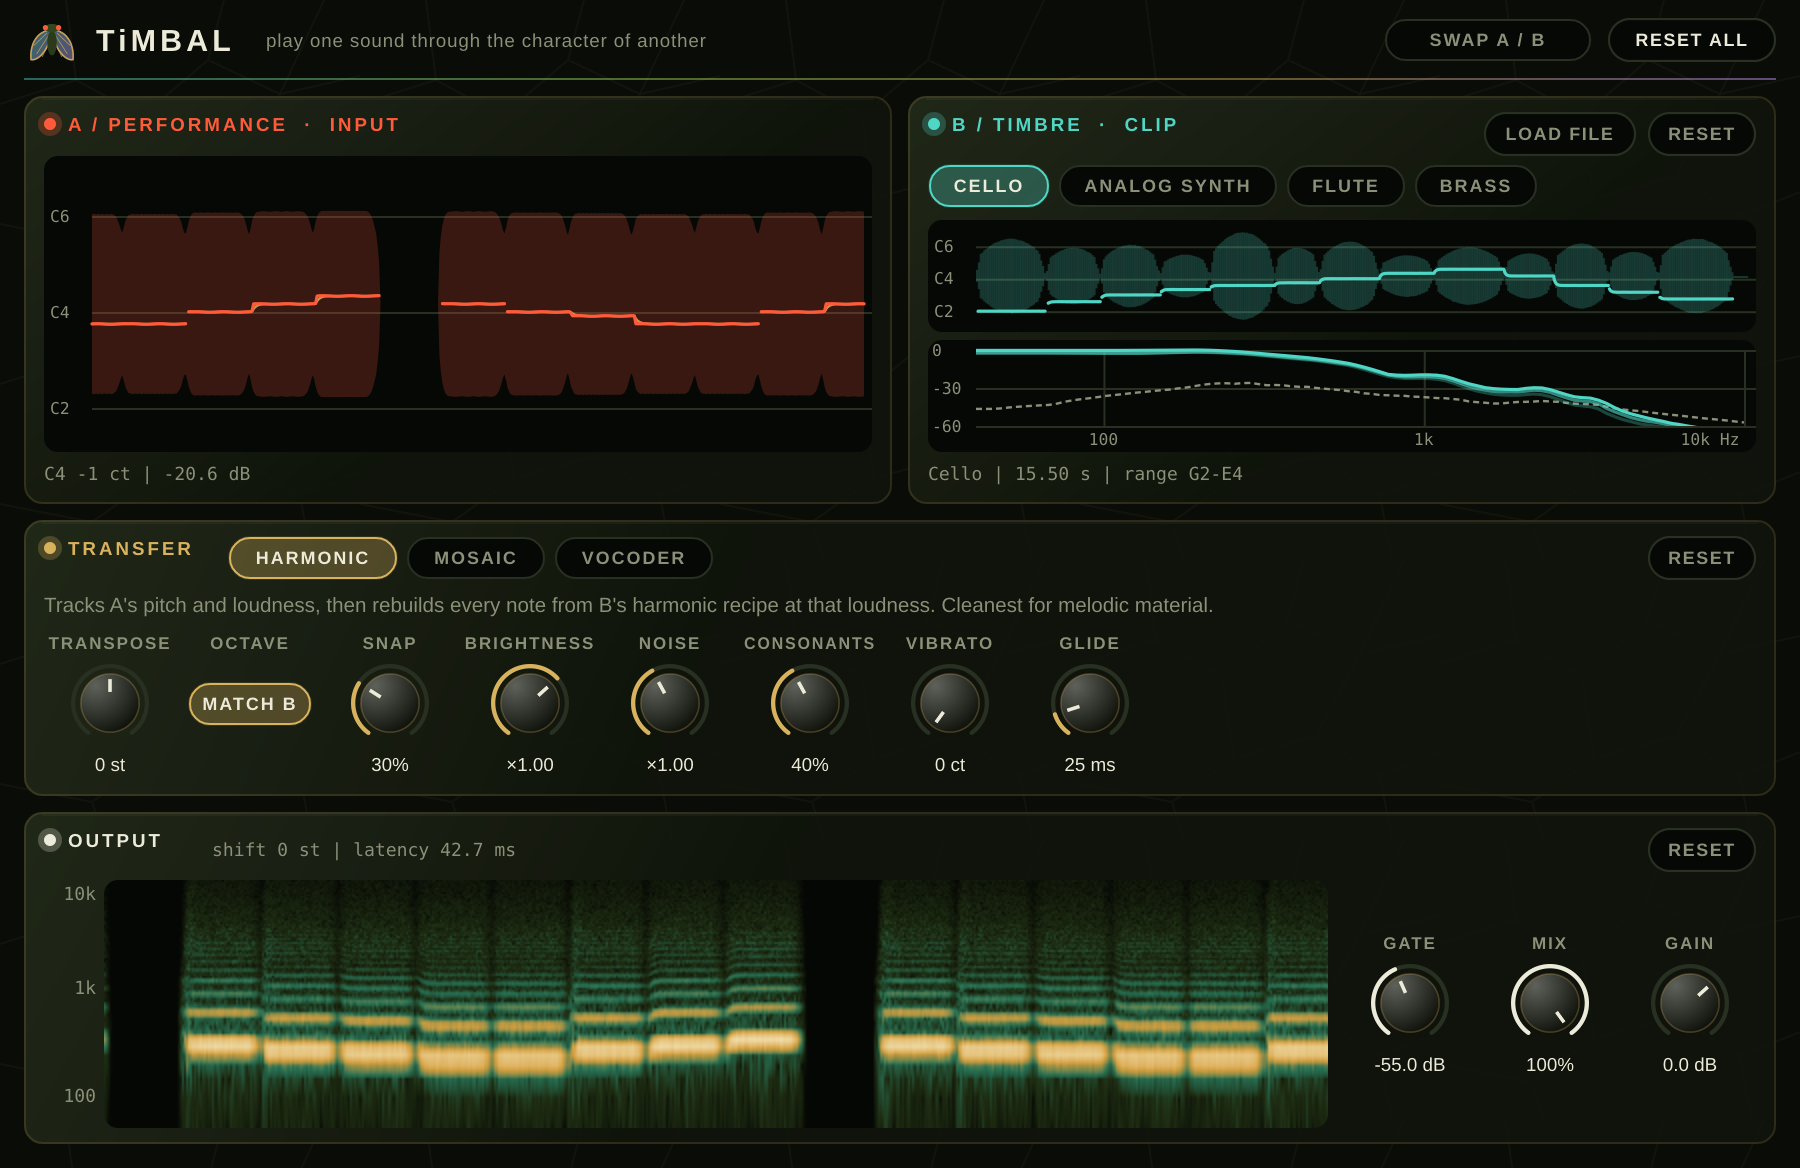 TiMBAL play one sound through the character of another SWAP A / B RESET ALL
A / PERFORMANCE · INPUT
C6
C4
C2
C4 -1 ct | -20.6 dB
B / TIMBRE · CLIP LOAD FILE RESET
CELLO ANALOG SYNTH FLUTE BRASS
C6
C4
C2
0
-30
-60
100 1k 10k Hz
Cello | 15.50 s | range G2-E4
TRANSFER HARMONIC MOSAIC VOCODER RESET
Tracks A's pitch and loudness, then rebuilds every note from B's harmonic recipe at that loudness. Cleanest for melodic material.
TRANSPOSE OCTAVE SNAP BRIGHTNESS NOISE CONSONANTS VIBRATO GLIDE
MATCH B
0 st 30% ×1.00 ×1.00 40% 0 ct 25 ms
OUTPUT shift 0 st | latency 42.7 ms RESET
10k
1k
100
GATE MIX GAIN
-55.0 dB 100% 0.0 dB